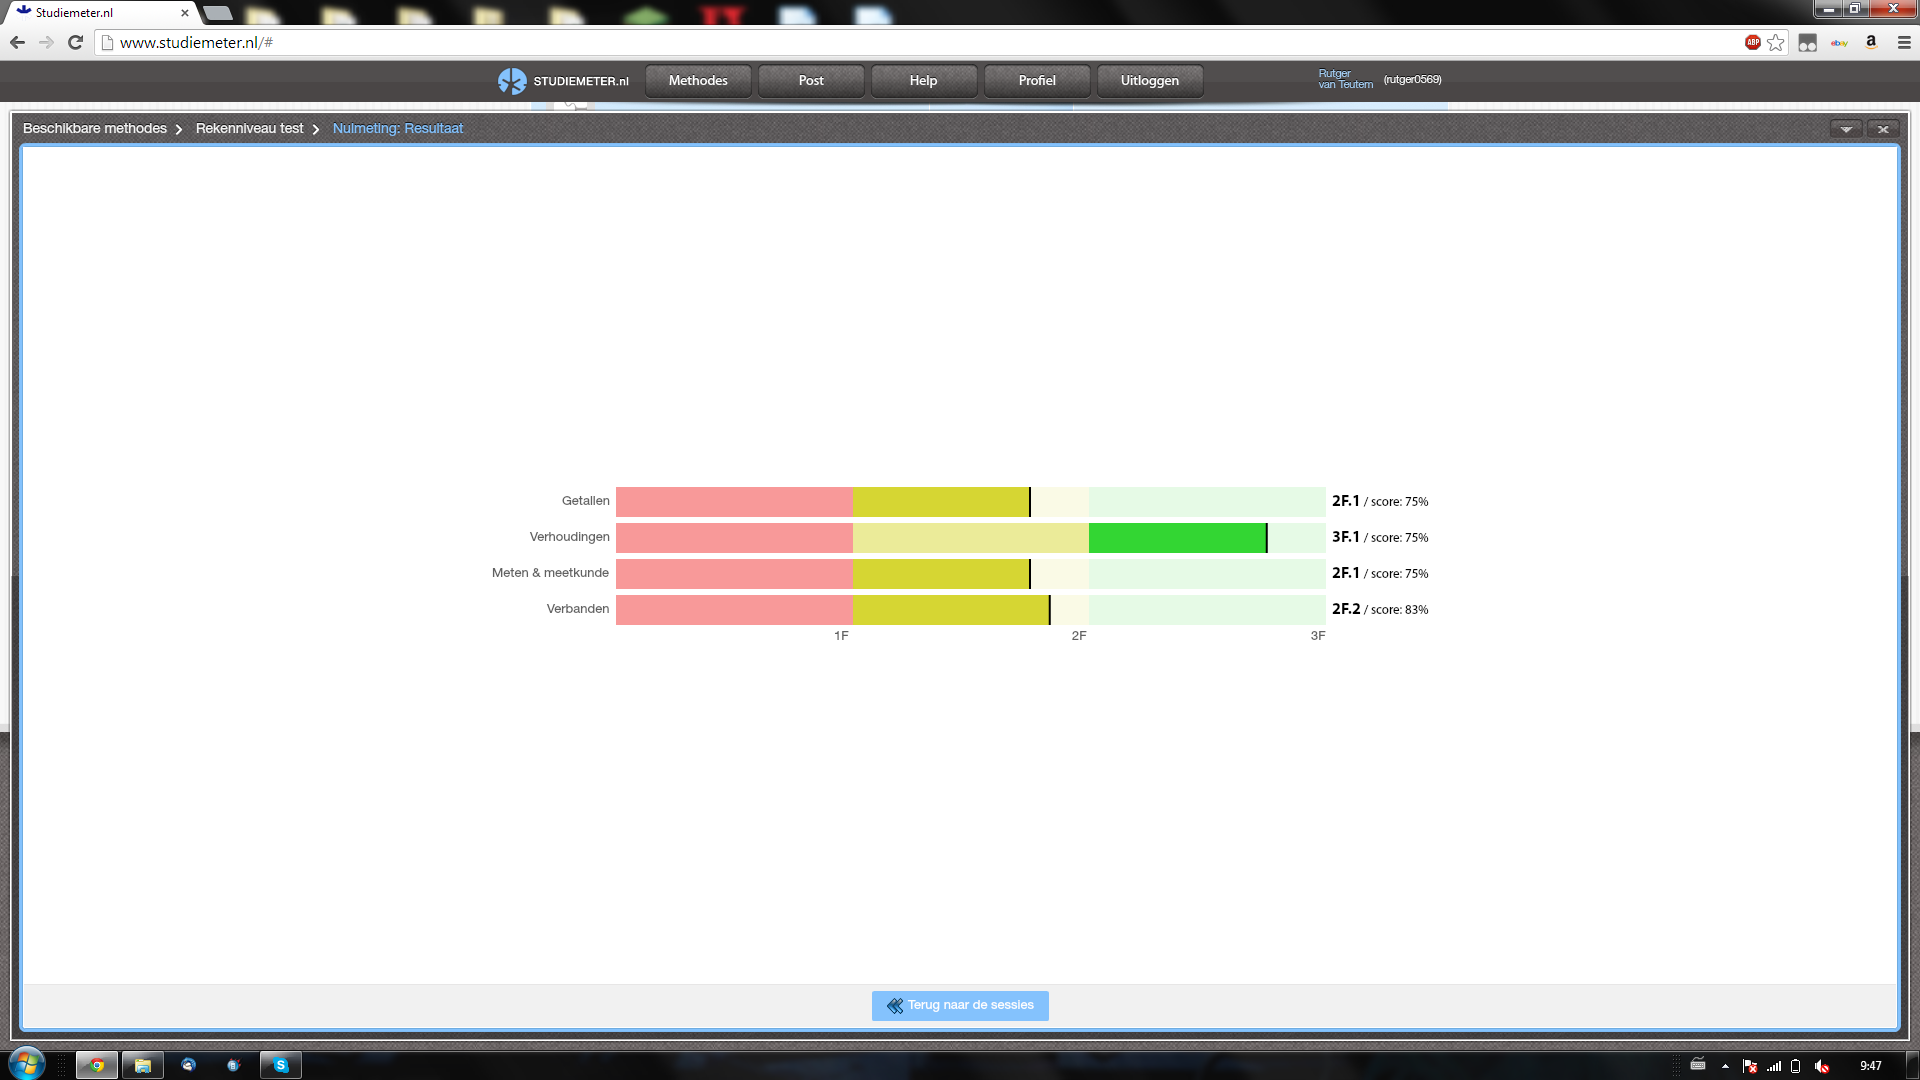 Studiemeter.nl
www.studiemeter.nl/#
ABP
ebay
a
STUDIEMETER.nl Methodes Post Help Profiel Uitloggen Rutger van Teutem (rutger0569)
Beschikbare methodes Rekenniveau test Nulmeting: Resultaat
Getallen 2F.1 / score: 75%
Verhoudingen 3F.1 / score: 75%
Meten & meetkunde 2F.1 / score: 75%
Verbanden 2F.2 / score: 83%
1F 2F 3F
Terug naar de sessies
9:47